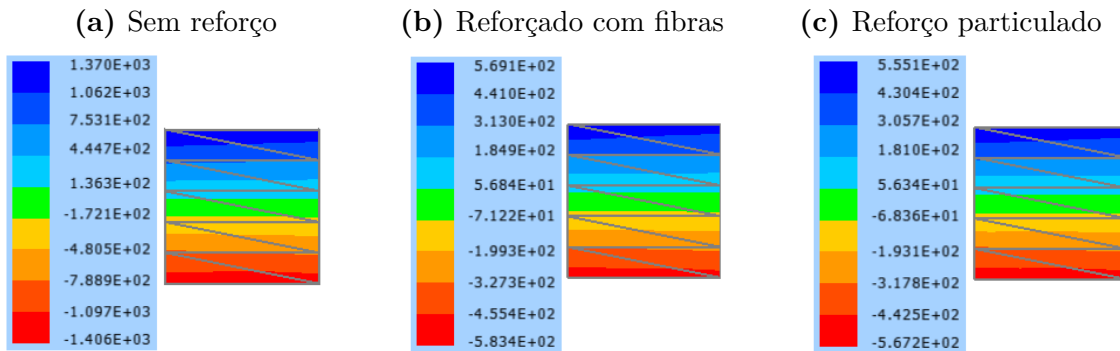 (a) Sem reforço
(b) Reforçado com fibras
(c) Reforço particulado
1.370E+03
1.062E+03
7.531E+02
4.447E+02
1.363E+02
-1.721E+02
-4.805E+02
-7.889E+02
-1.097E+03
-1.406E+03
5.691E+02
4.410E+02
3.130E+02
1.849E+02
5.684E+01
-7.122E+01
-1.993E+02
-3.273E+02
-4.554E+02
-5.834E+02
5.551E+02
4.304E+02
3.057E+02
1.810E+02
5.634E+01
-6.836E+01
-1.931E+02
-3.178E+02
-4.425E+02
-5.672E+02